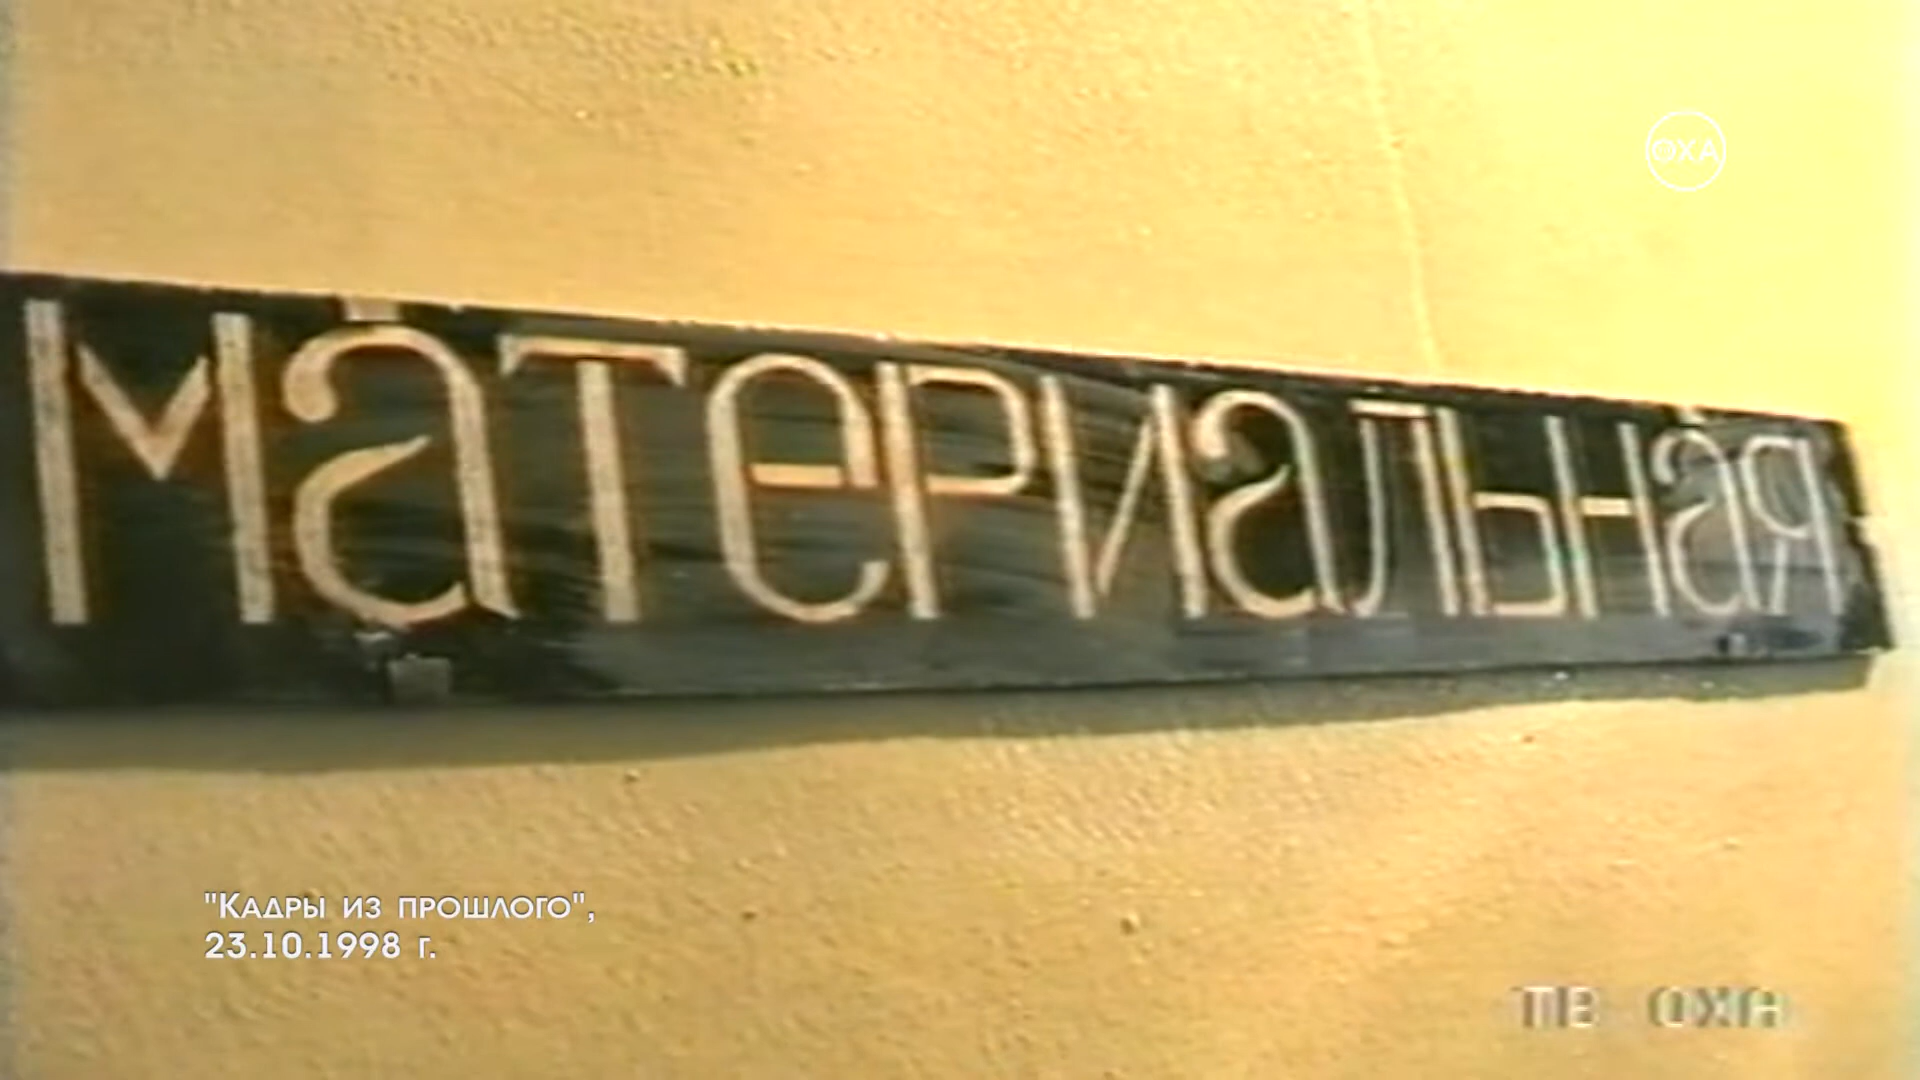 ОХА
материальная
"Кадры из прошлого",
23.10.1998 г.
ТВ ОХА